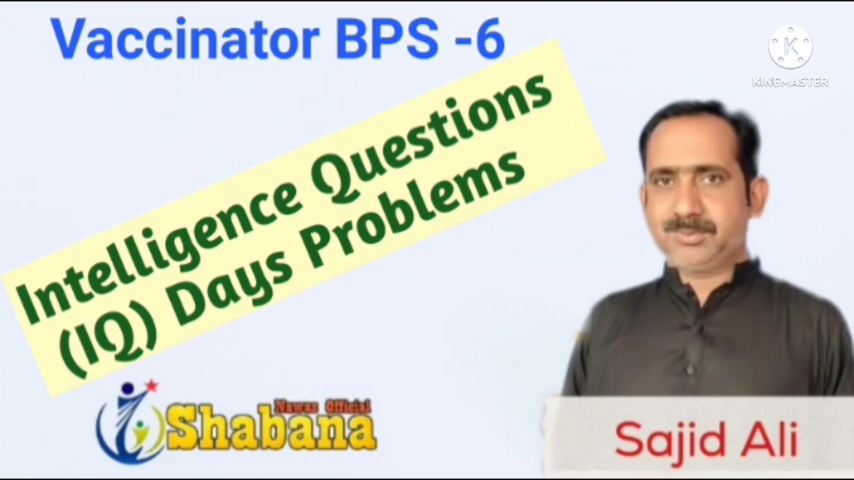 Vaccinator BPS -6
KINEMASTER
Intelligence Questions
(IQ) Days Problems
Nawaz Official
Shabana
Sajid Ali